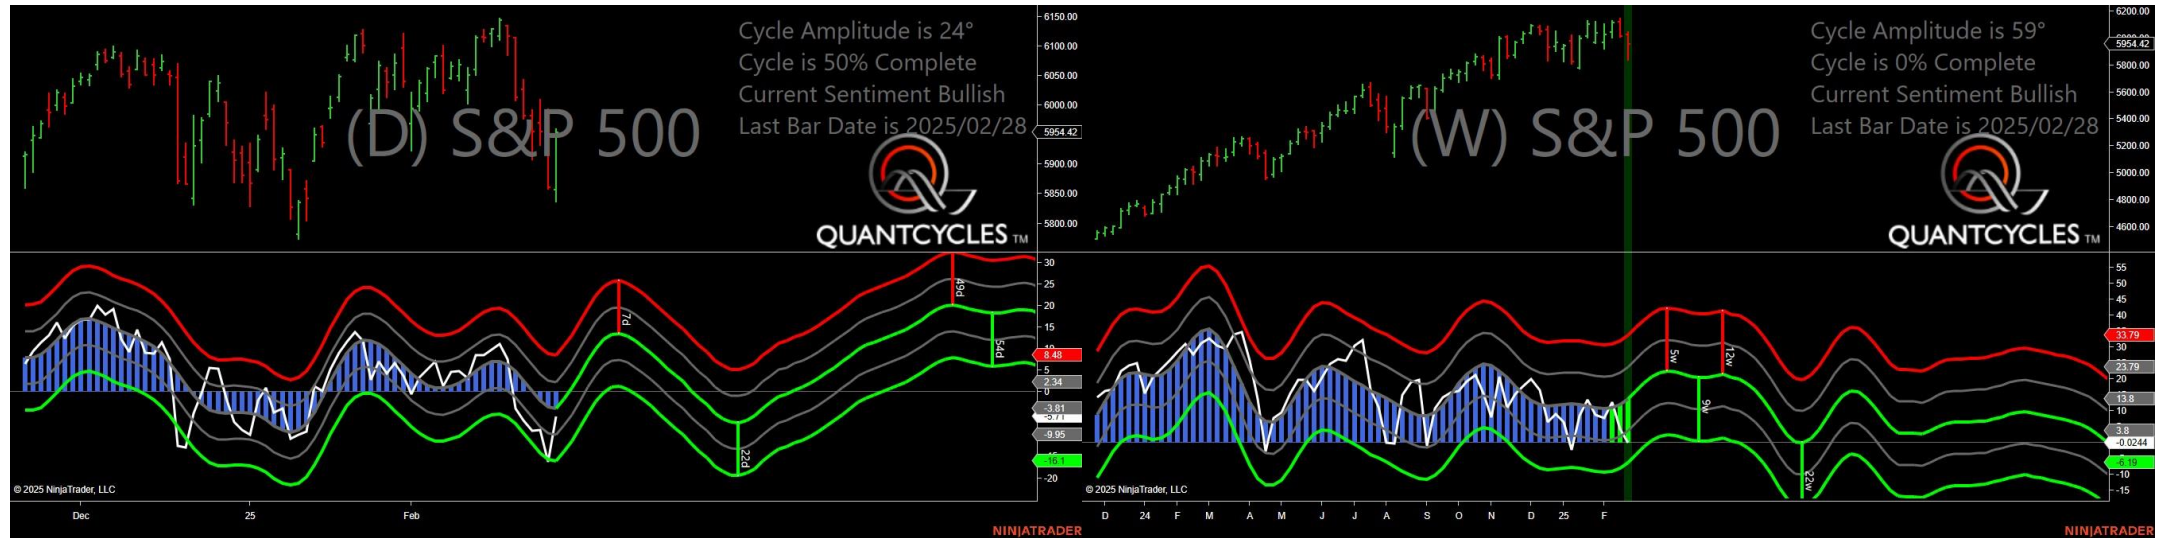 Cycle Amplitude is 24°
Cycle is 50% Complete
Current Sentiment Bullish
Last Bar Date is 2025/02/28
(D) S&P 500
QUANTCYCLES TM
6150.00
6100.00
6050.00
6000.00
5954.42
5900.00
5850.00
5800.00
30
25
20
15
10
8.48
5
2.34
0
-3.81
-5.71
-9.95
-16.1
-20
7d
22d
49d
54d
© 2025 NinjaTrader, LLC
Dec
25
Feb
NINJATRADER
Cycle Amplitude is 59°
Cycle is 0% Complete
Current Sentiment Bullish
Last Bar Date is 2025/02/28
(W) S&P 500
QUANTCYCLES TM
6200.00
6000.00
5954.42
5800.00
5600.00
5400.00
5200.00
5000.00
4800.00
4600.00
55
50
45
40
33.79
30
23.79
20
13.8
10
3.8
-0.0244
-6.19
-10
-15
5w
9w
12w
22w
© 2025 NinjaTrader, LLC
D
24
F
M
A
M
J
J
A
S
O
N
D
25
F
NINJATRADER